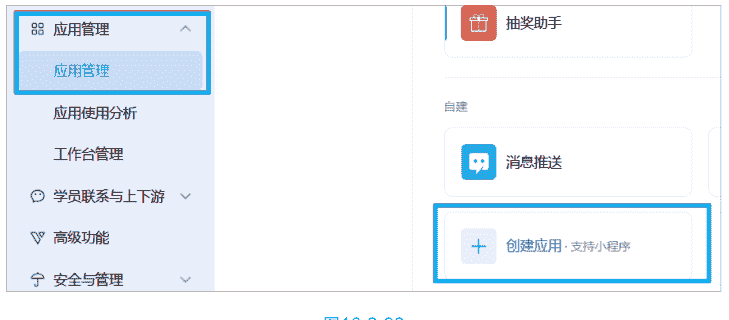 应用管理
应用管理
应用使用分析
工作台管理
学员联系与上下游
高级功能
安全与管理
抽奖助手
自建
消息推送
创建应用 · 支持小程序